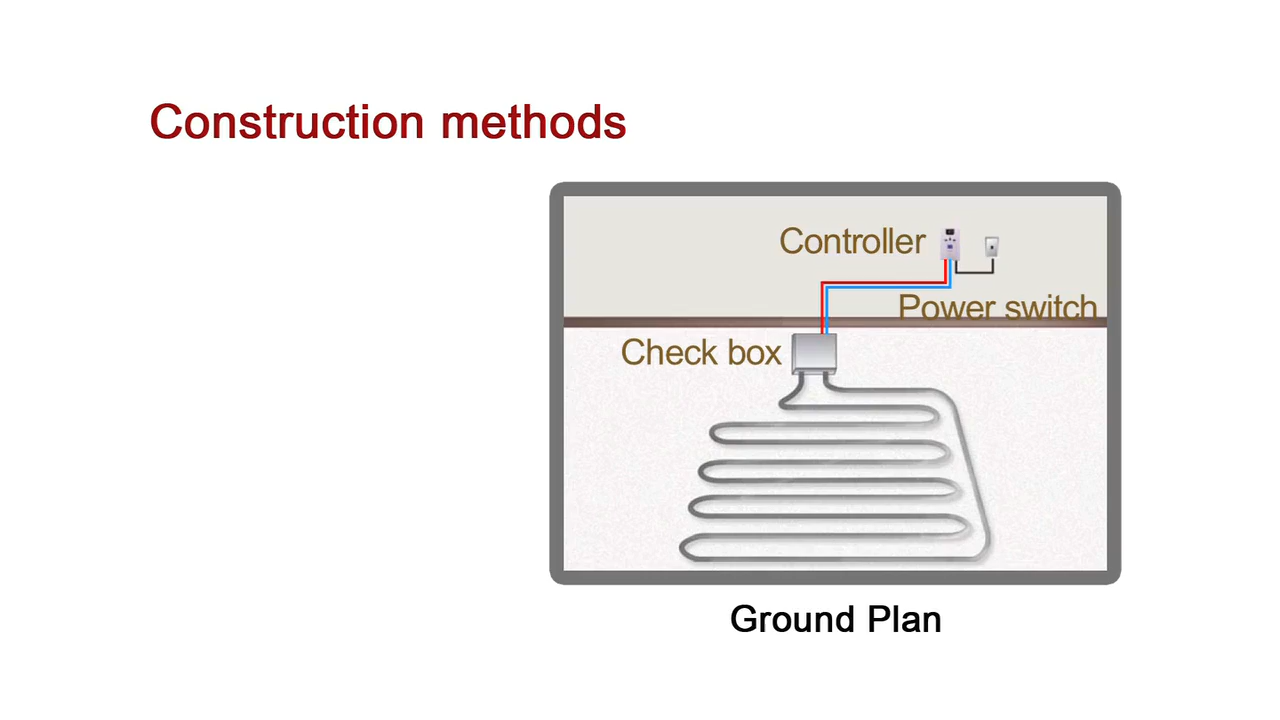 Construction methods
Controller
Power switch
Check box
Ground Plan